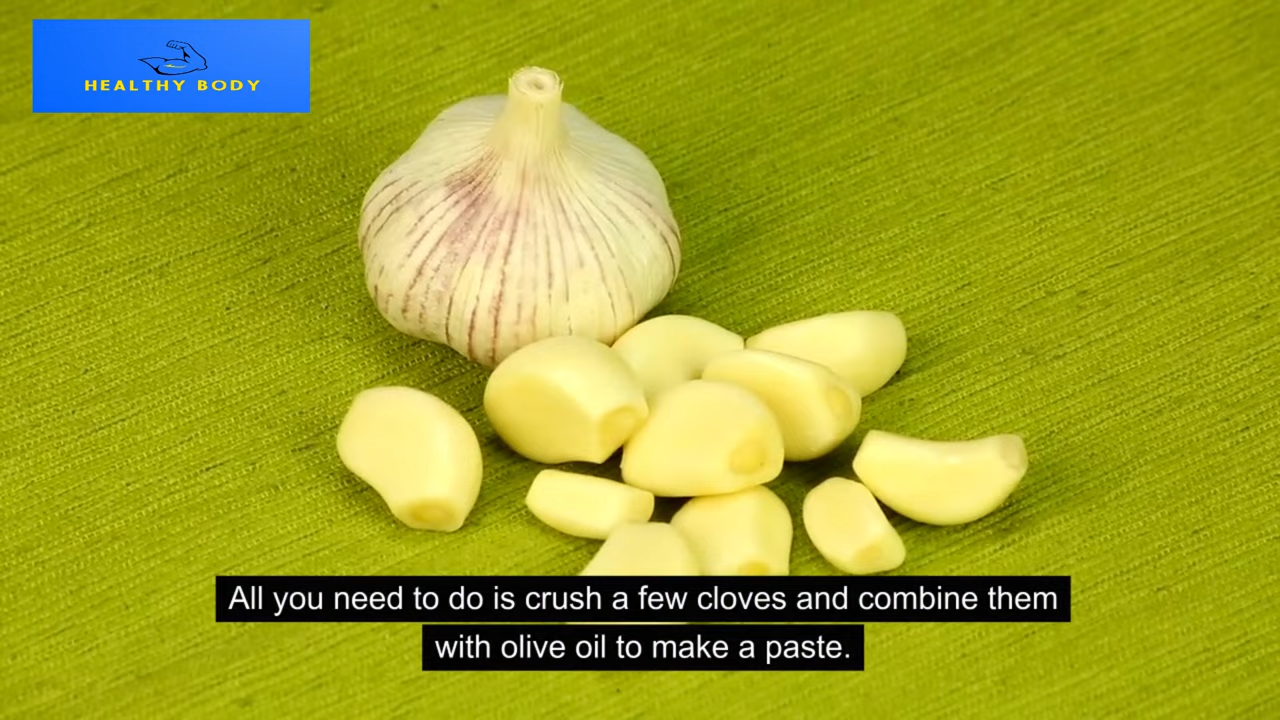 HEALTHY BODY
All you need to do is crush a few cloves and combine them
with olive oil to make a paste.